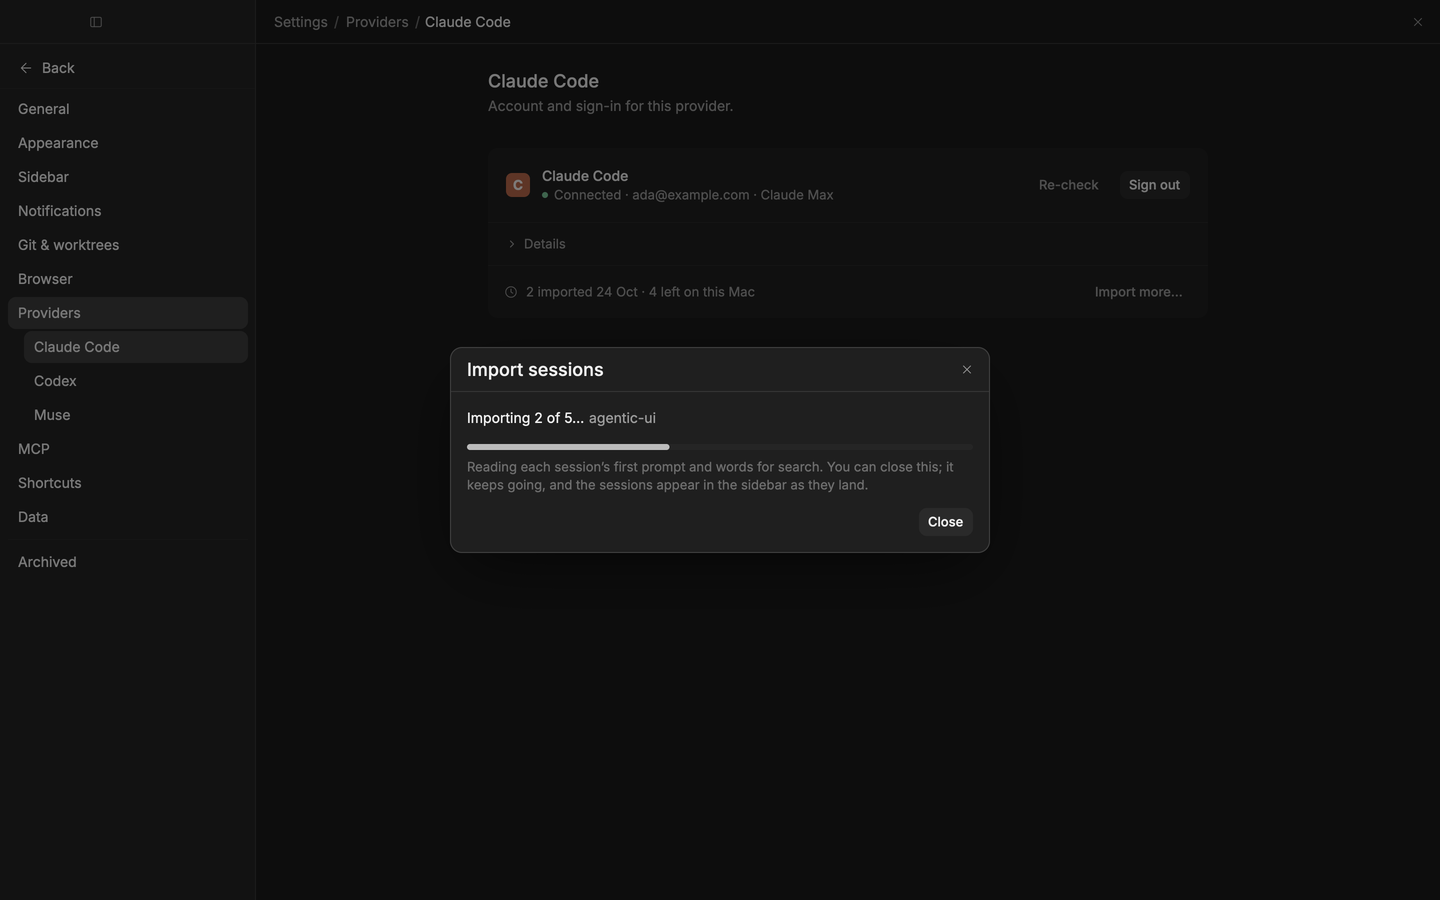 Settings / Providers / Claude Code
Back
General
Appearance
Sidebar
Notifications
Git & worktrees
Browser
Providers
Claude Code
Codex
Muse
MCP
Shortcuts
Data
Archived
Claude Code
Account and sign-in for this provider.
C
Claude Code
Connected · ada@example.com · Claude Max
Re-check
Sign out
Details
2 imported 24 Oct · 4 left on this Mac
Import more...
Import sessions
Importing 2 of 5... agentic-ui
Reading each session's first prompt and words for search. You can close this; it
keeps going, and the sessions appear in the sidebar as they land.
Close